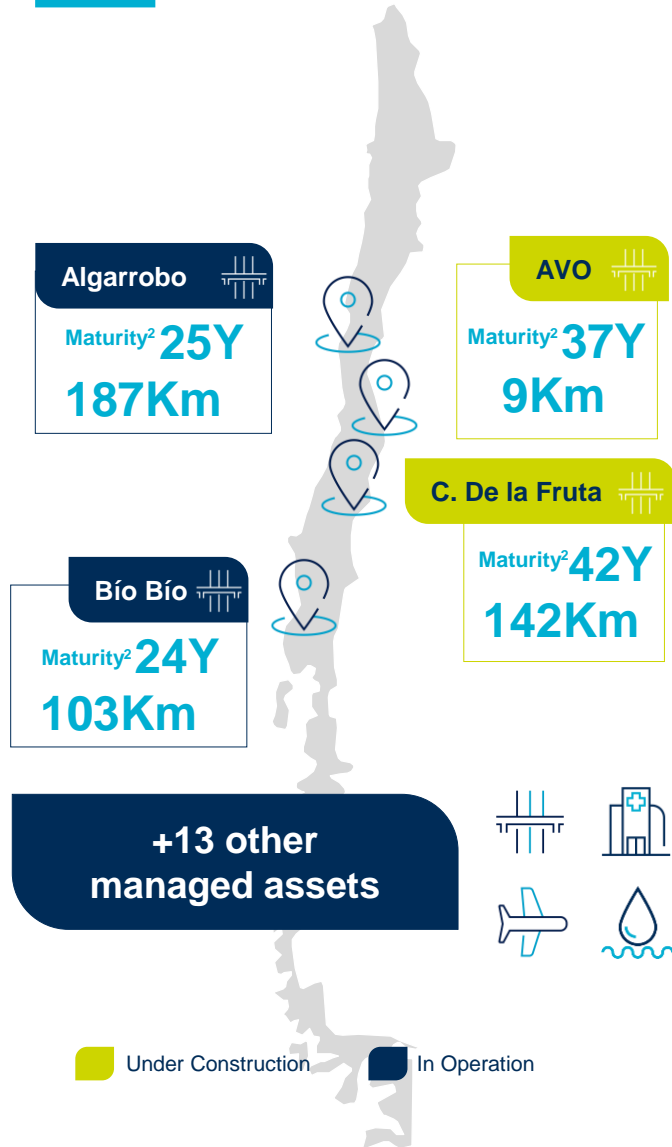 Algarrobo
Maturity² 25Y
187Km
AVO
Maturity² 37Y
9Km
C. De la Fruta
Maturity² 42Y
142Km
Bío Bío
Maturity² 24Y
103Km
+13 other
managed assets
Under Construction
In Operation